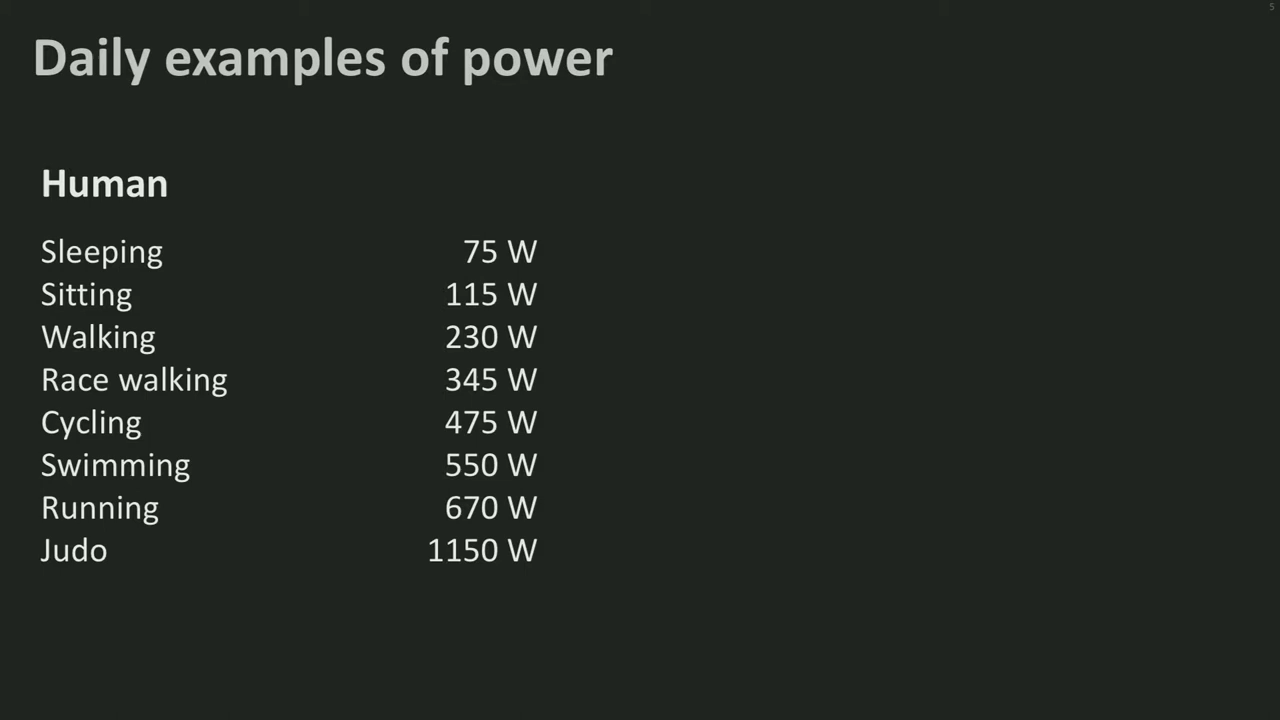 5
Daily examples of power
Human
Sleeping 75 W
Sitting 115 W
Walking 230 W
Race walking 345 W
Cycling 475 W
Swimming 550 W
Running 670 W
Judo 1150 W